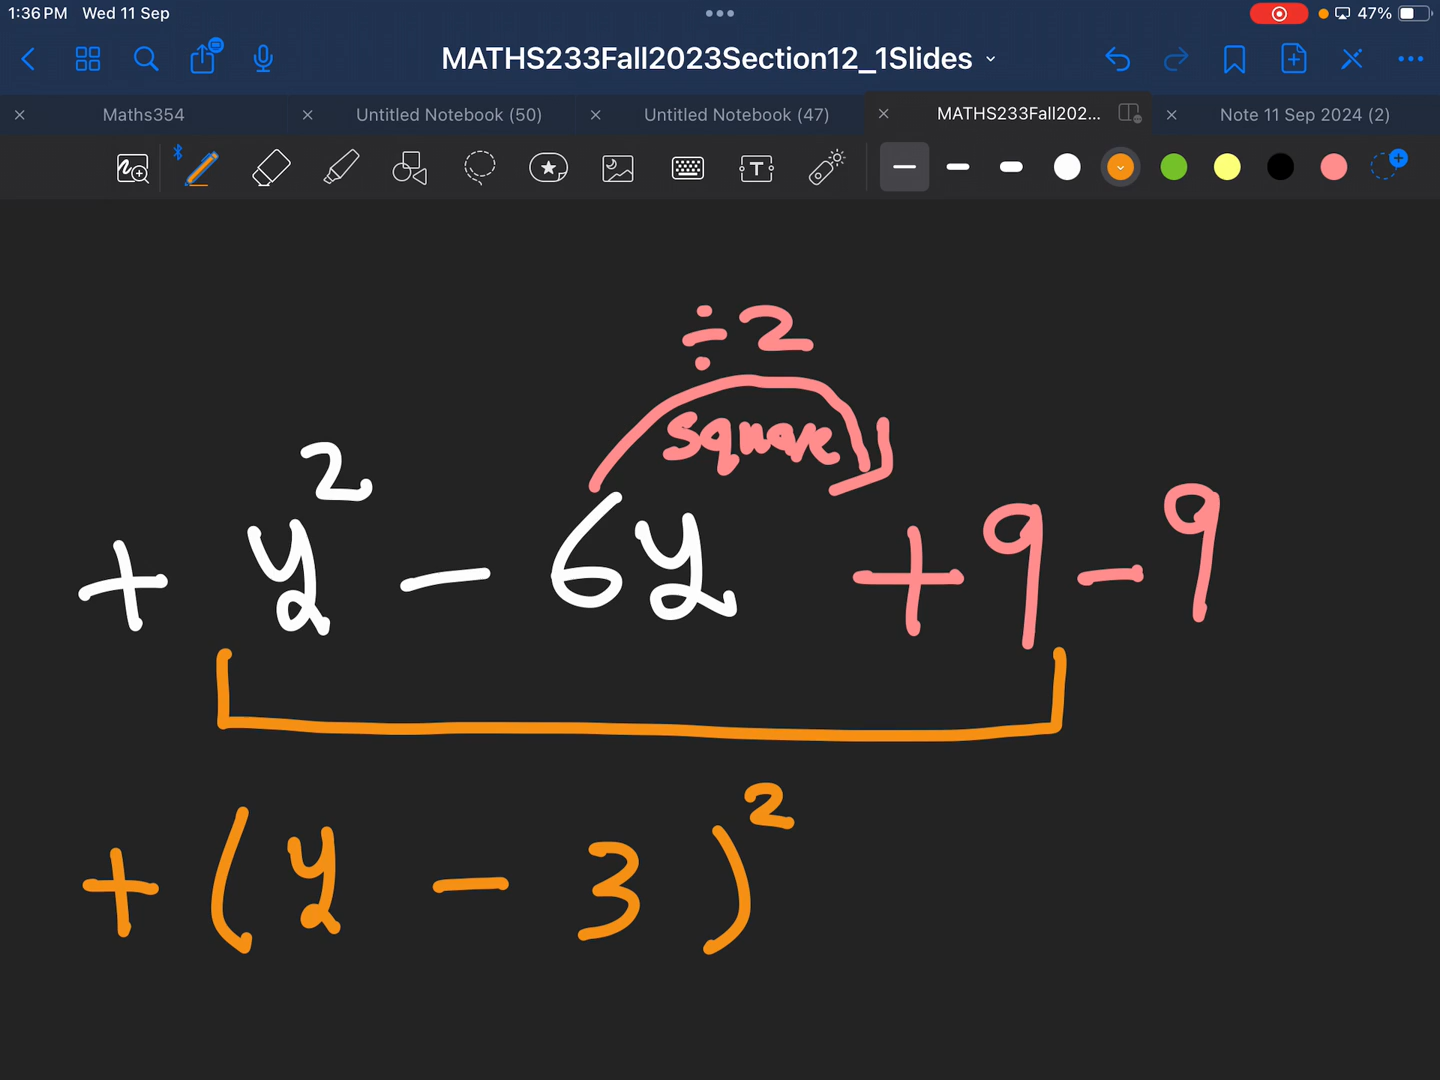 1:36 PM Wed 11 Sep 47%
MATHS233Fall2023Section12_1Slides
Maths354 Untitled Notebook (50) Untitled Notebook (47) MATHS233Fall202... Note 11 Sep 2024 (2)
T
÷2
square
+ y² − 6y + 9 − 9
+ (y − 3)²